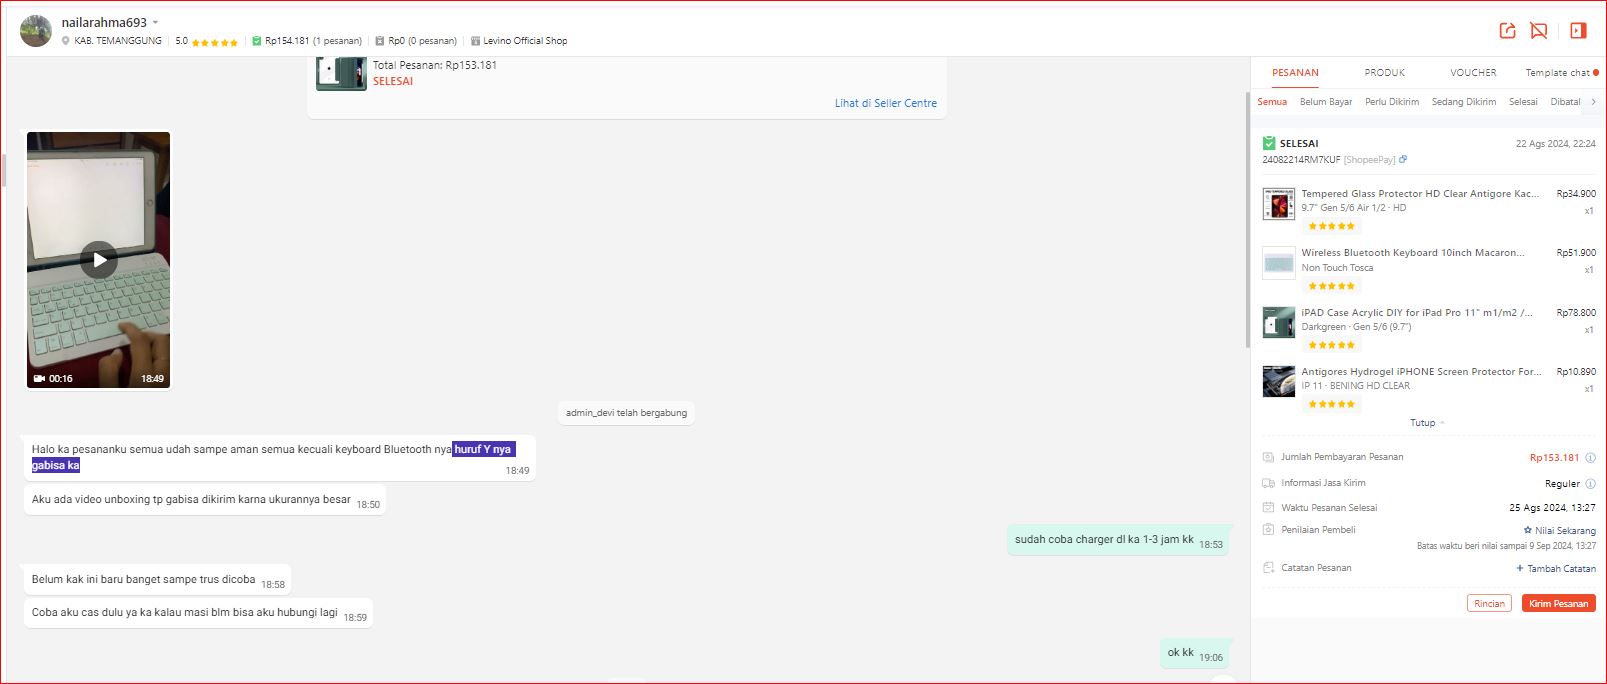 nailarahma693
KAB. TEMANGGUNG
5.0
Rp154.181 (1 pesanan)
Rp0 (0 pesanan)
Levino Official Shop
Total Pesanan: Rp153.181
SELESAI
Lihat di Seller Centre
00:16
18:49
admin_devi telah bergabung
Halo ka pesananku semua udah sampe aman semua kecuali keyboard Bluetooth nya huruf Y nya
gabisa ka
18:49
Aku ada video unboxing tp gabisa dikirim karna ukurannya besar
18:50
sudah coba charger dl ka 1-3 jam kk
18:53
Belum kak ini baru banget sampe trus dicoba
18:58
Coba aku cas dulu ya ka kalau masi blm bisa aku hubungi lagi
18:59
ok kk
19:06
PESANAN
PRODUK
VOUCHER
Template chat
Semua
Belum Bayar
Perlu Dikirim
Sedang Dikirim
Selesai
Dibatal
SELESAI
22 Ags 2024, 22:24
24082214RM7KUF [ShopeePay]
Tempered Glass Protector HD Clear Antigore Kac...
Rp34.900
9.7" Gen 5/6 Air 1/2 - HD
x1
Wireless Bluetooth Keyboard 10inch Macaron...
Rp51.900
Non Touch Tosca
x1
iPAD Case Acrylic DIY for iPad Pro 11" m1/m2 /...
Rp78.800
Darkgreen - Gen 5/6 (9.7")
x1
Antigores Hydrogel iPHONE Screen Protector For...
Rp10.890
IP 11 - BENING HD CLEAR
x1
Tutup
Jumlah Pembayaran Pesanan
Rp153.181
Informasi Jasa Kirim
Reguler
Waktu Pesanan Selesai
25 Ags 2024, 13:27
Penilaian Pembeli
Nilai Sekarang
Batas waktu beri nilai sampai 9 Sep 2024, 13:27
Catatan Pesanan
+ Tambah Catatan
Rincian
Kirim Pesanan